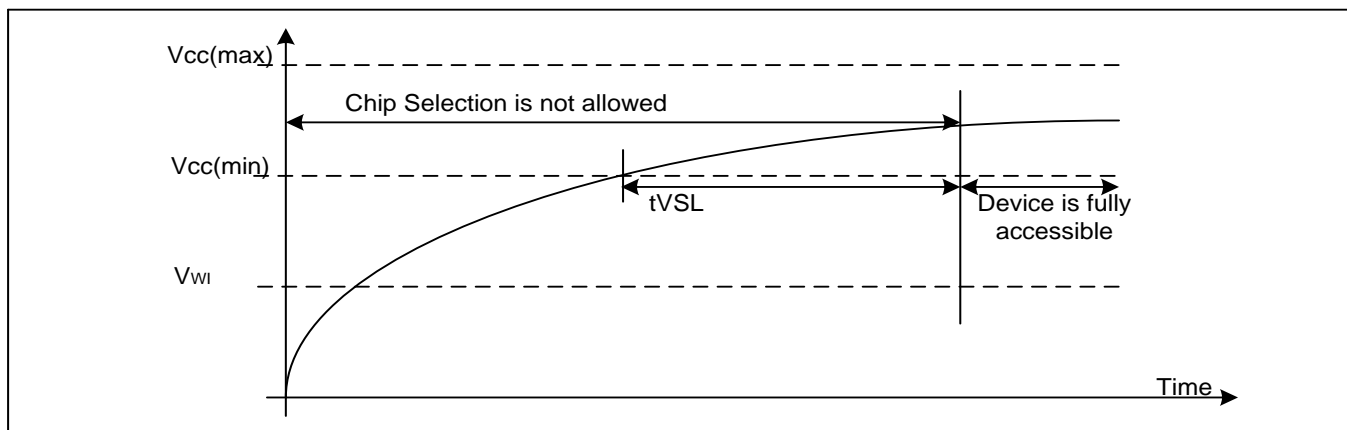 Vcc(max)
Chip Selection is not allowed
Vcc(min)
tVSL
Device is fully
accessible
VWI
Time